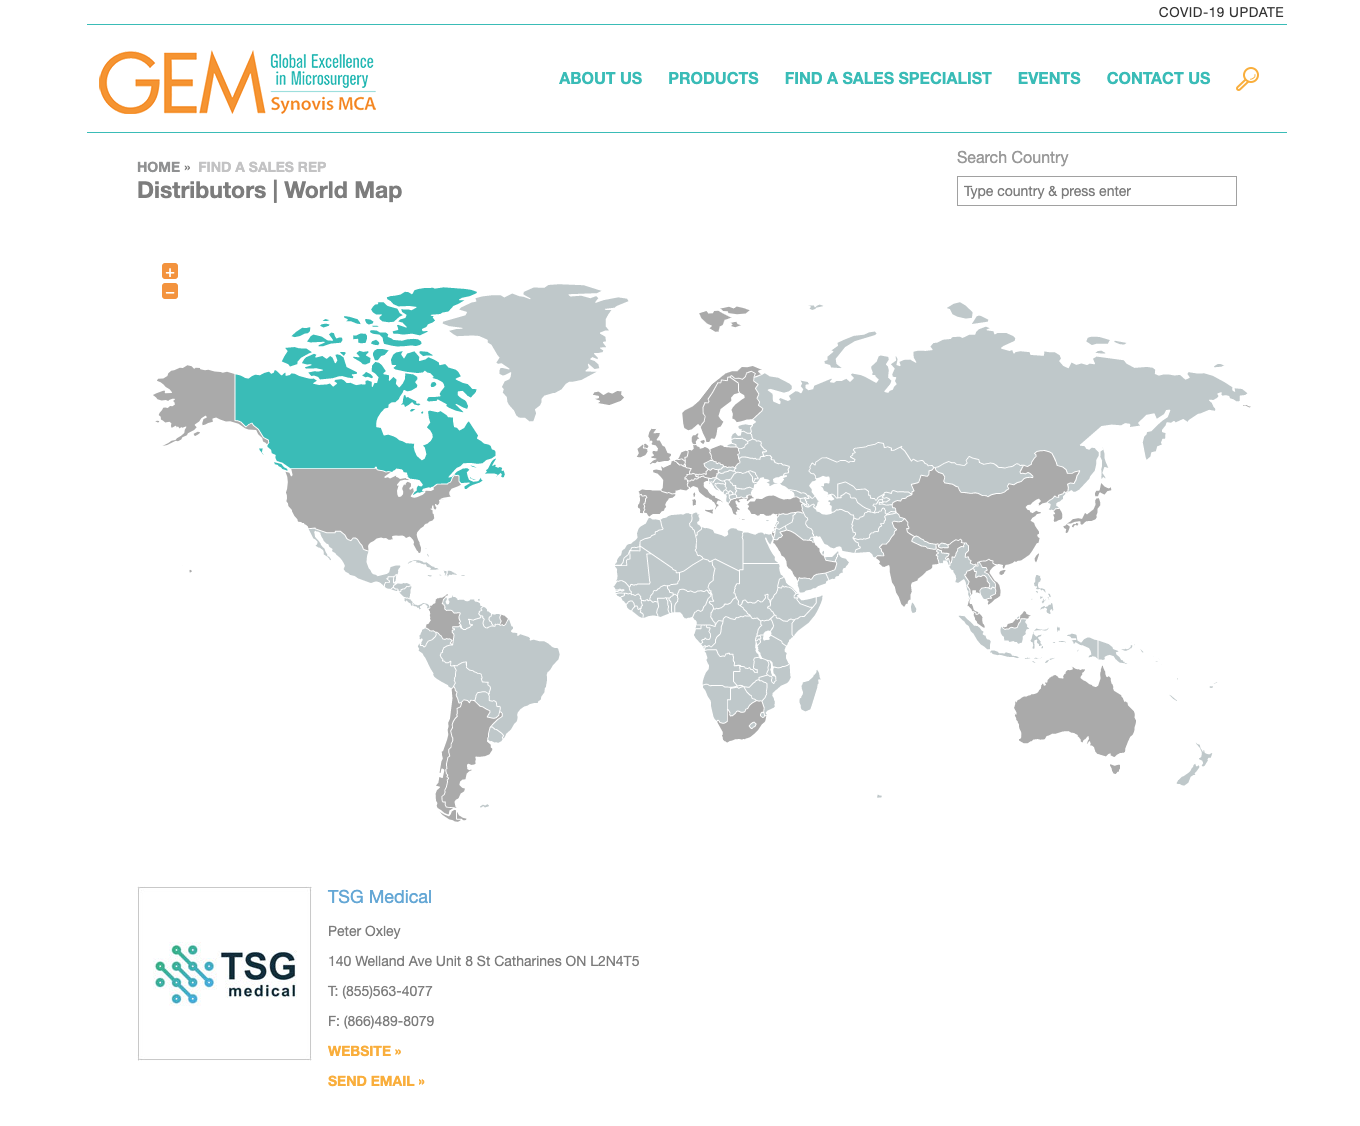 COVID-19 UPDATE
GEM Global Excellence
in Microsurgery
Synovis MCA
ABOUT US PRODUCTS FIND A SALES SPECIALIST EVENTS CONTACT US
HOME » FIND A SALES REP
Distributors | World Map
Search Country
Type country & press enter
+
−
TSG
medical
TSG Medical
Peter Oxley
140 Welland Ave Unit 8 St Catharines ON L2N4T5
T: (855)563-4077
F: (866)489-8079
WEBSITE »
SEND EMAIL »